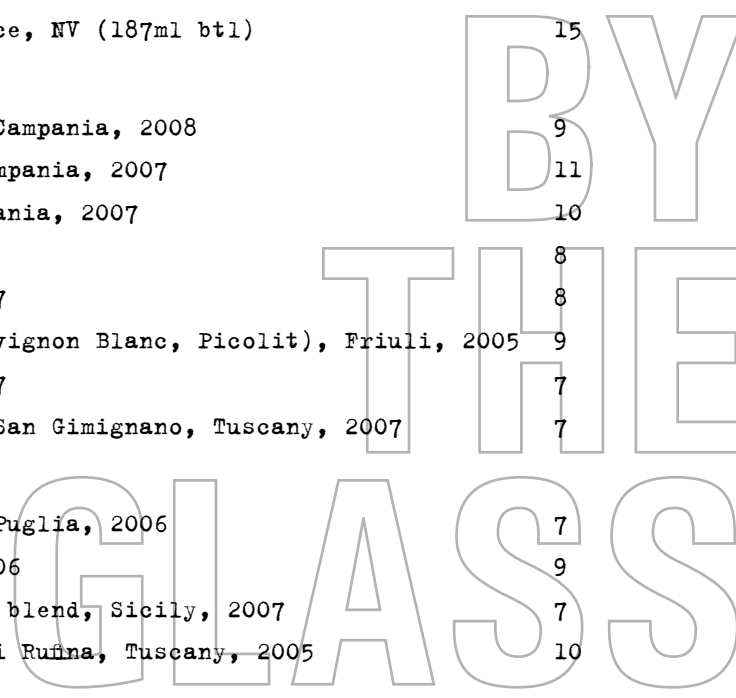 ce, NV (187ml btl) 15
Campania, 2008 9
mpania, 2007 11
ania, 2007 10
8
7 8
vignon Blanc, Picolit), Friuli, 2005 9
7 7
San Gimignano, Tuscany, 2007 7
Puglia, 2006 7
06 9
blend, Sicily, 2007 7
i Rufina, Tuscany, 2005 10
BY
THE
GLASS